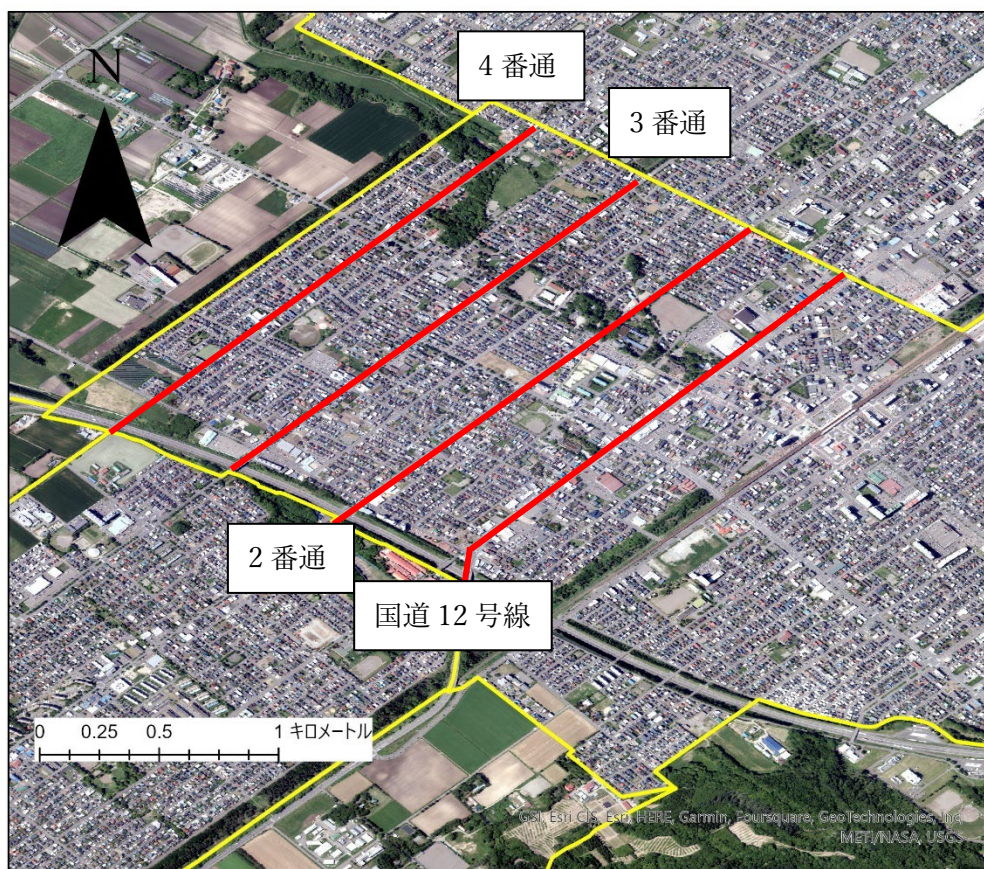 N
4 番通
3 番通
2 番通
国道 12 号線
0 0.25 0.5 1 キロメートル
GSI, Esri CJS, Esri, HERE, Garmin, Foursquare, GeoTechnologies, Inc,
METI/NASA, USGS